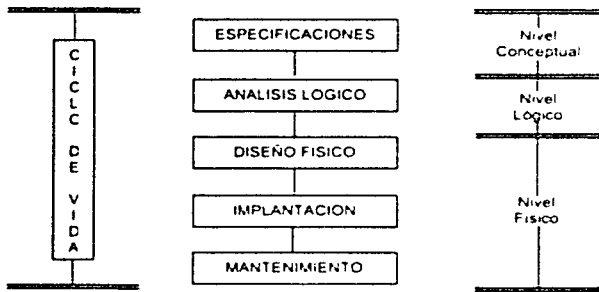 CICLC DE VIDA
ESPECIFICACIONES
ANALISIS LOGICO
DISEÑO FISICO
IMPLANTACION
MANTENIMIENTO
Nivel
Conceptual
Nivel
Lógico
Nivel
Fisico